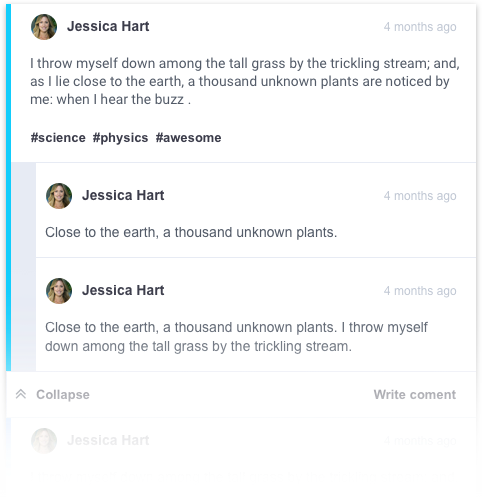 Jessica Hart 4 months ago
I throw myself down among the tall grass by the trickling stream; and,
as I lie close to the earth, a thousand unknown plants are noticed by
me: when I hear the buzz .
#science #physics #awesome
Jessica Hart 4 months ago
Close to the earth, a thousand unknown plants.
Jessica Hart 4 months ago
Close to the earth, a thousand unknown plants. I throw myself
down among the tall grass by the trickling stream.
Collapse Write coment
Jessica Hart 4 months ago